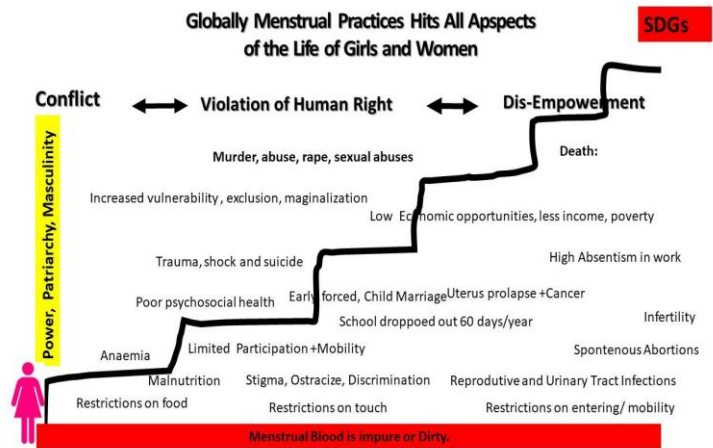 Globally Menstrual Practices Hits All Apspects
of the Life of Girls and Women
SDGs
Conflict
Violation of Human Right
Dis-Empowerment
Power, Patriarchy, Masculinity
Murder, abuse, rape, sexual abuses
Death:
Increased vulnerability, exclusion, maginalization
Low Economic opportunities, less income, poverty
Trauma, shock and suicide
High Absentism in work
Poor psychosocial health
Early forced, Child Marriage
Uterus prolapse +Cancer
School droppoed out 60 days/year
Infertility
Anaemia
Limited Participation +Mobility
Spontenous Abortions
Malnutrition
Stigma, Ostracize, Discrimination
Reprodutive and Urinary Tract Infections
Restrictions on food
Restrictions on touch
Restrictions on entering/ mobility
Menstrual Blood is impure or Dirty.